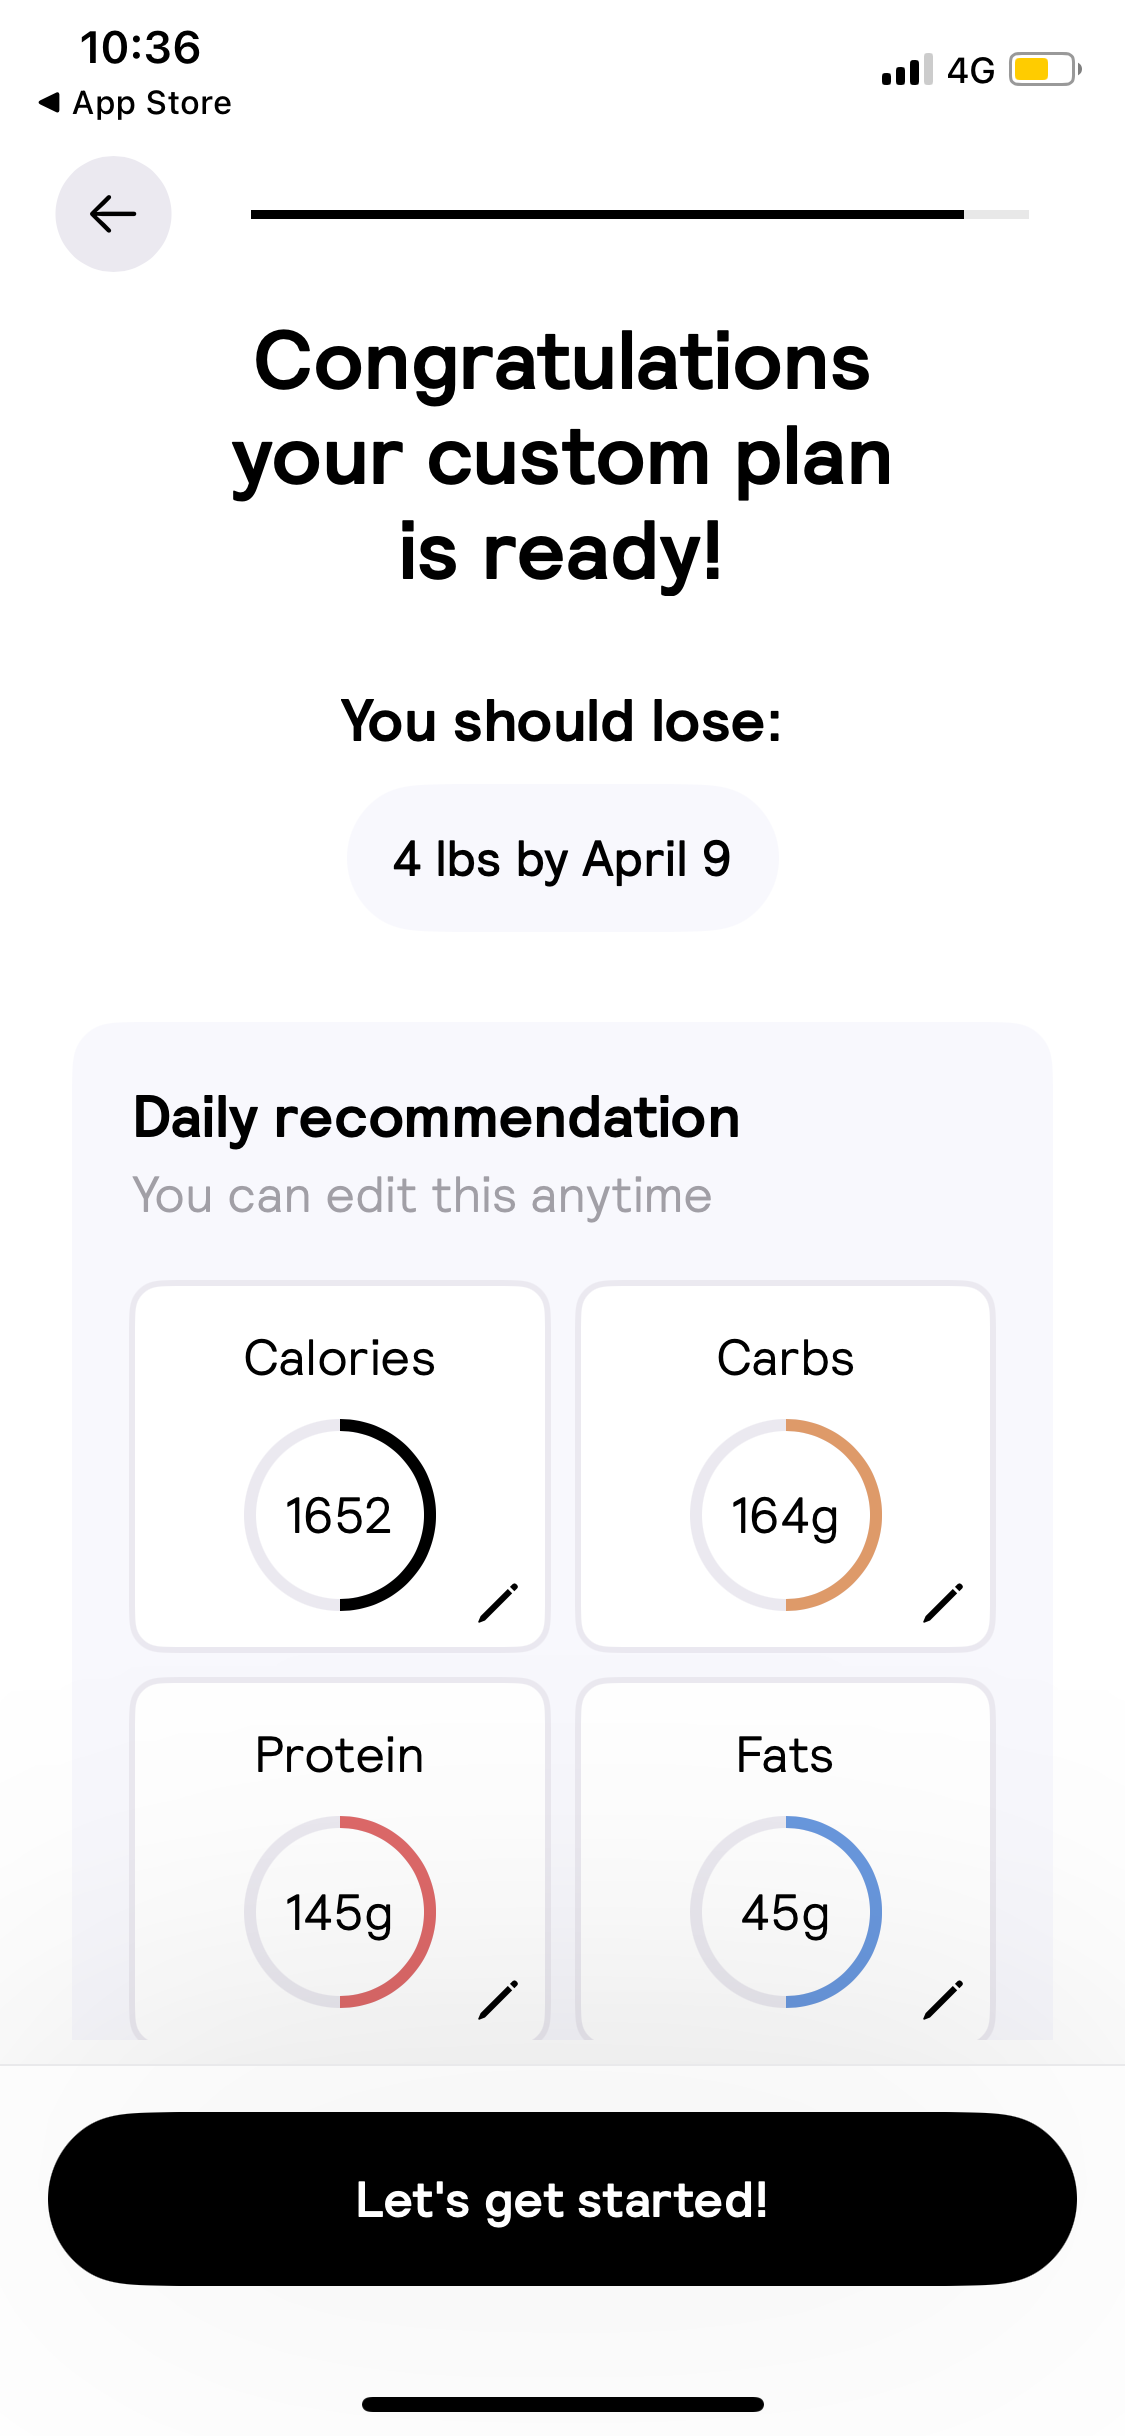 10:36
4G
App Store
Congratulations
your custom plan
is ready!
You should lose:
4 lbs by April 9
Daily recommendation
You can edit this anytime
Calories
1652
Carbs
164g
Protein
145g
Fats
45g
Let's get started!